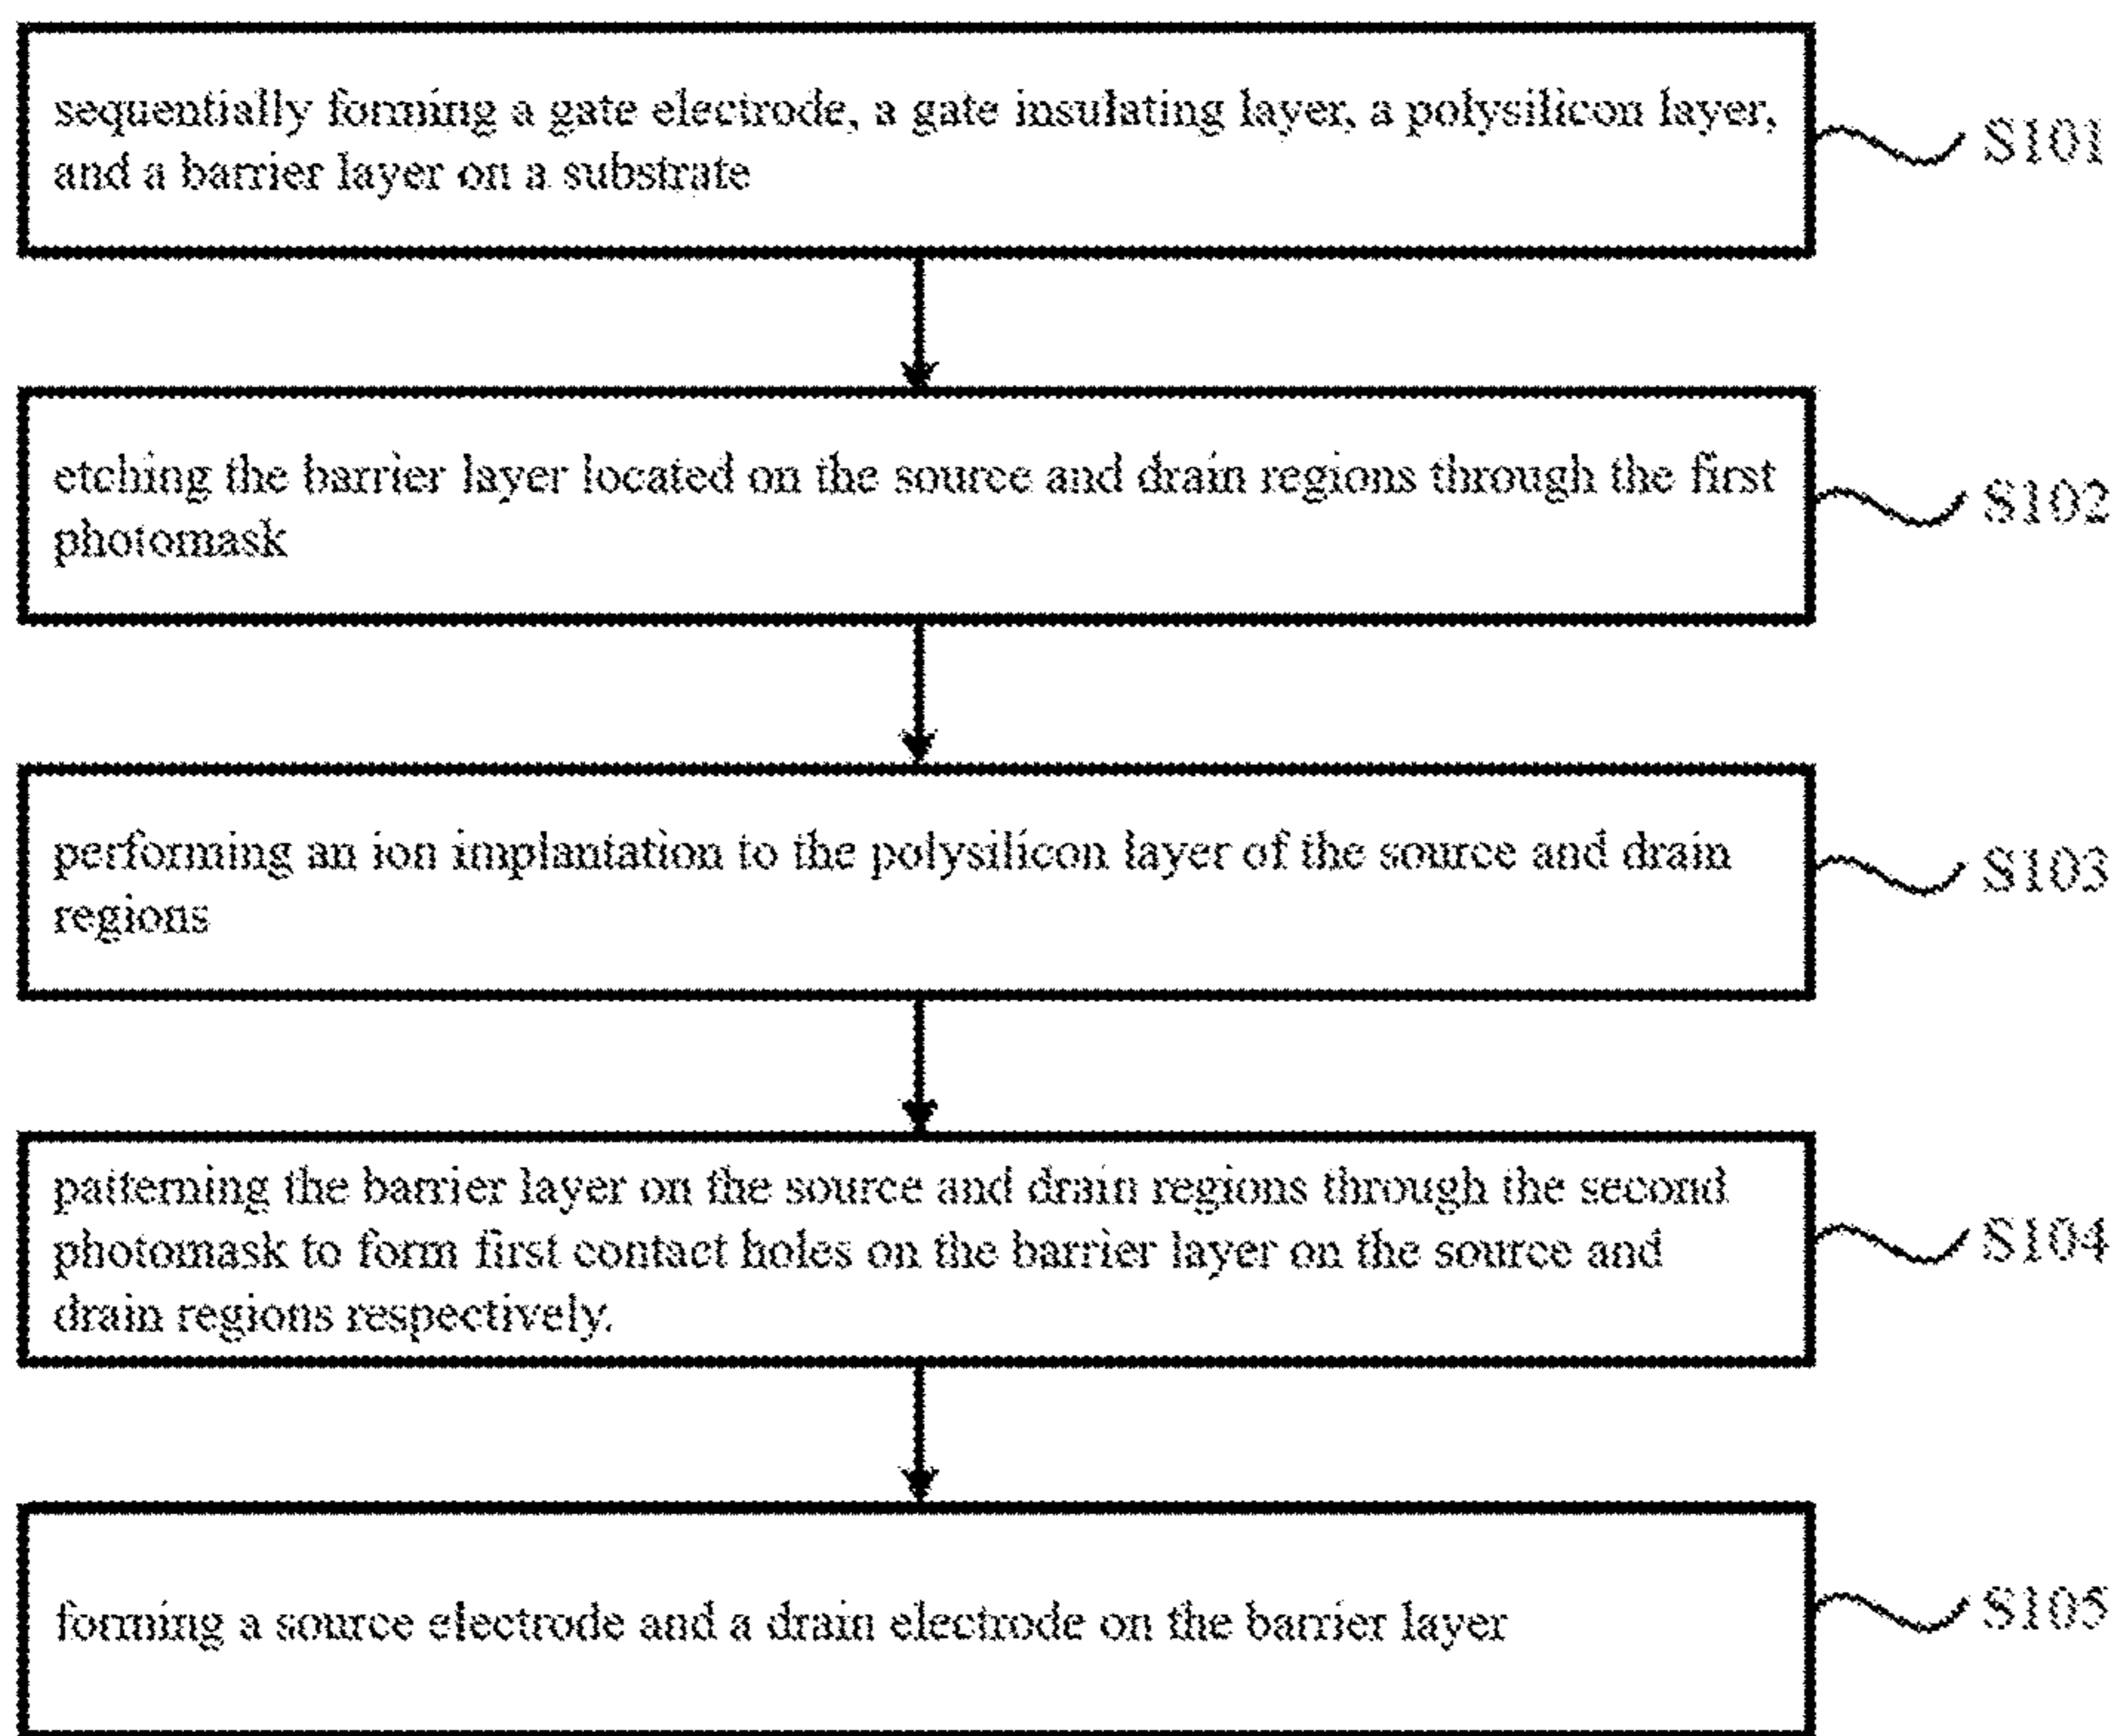 sequentially forming a gate electrode, a gate insulating layer, a polysilicon layer,
and a barrier layer on a substrate
S101
etching the barrier layer located on the source and drain regions through the first
photomask
S102
performing an ion implantation to the polysilicon layer of the source and drain
regions
S103
patterning the barrier layer on the source and drain regions through the second
photomask to form first contact holes on the barrier layer on the source and
drain regions respectively.
S104
forming a source electrode and a drain electrode on the barrier layer
S105